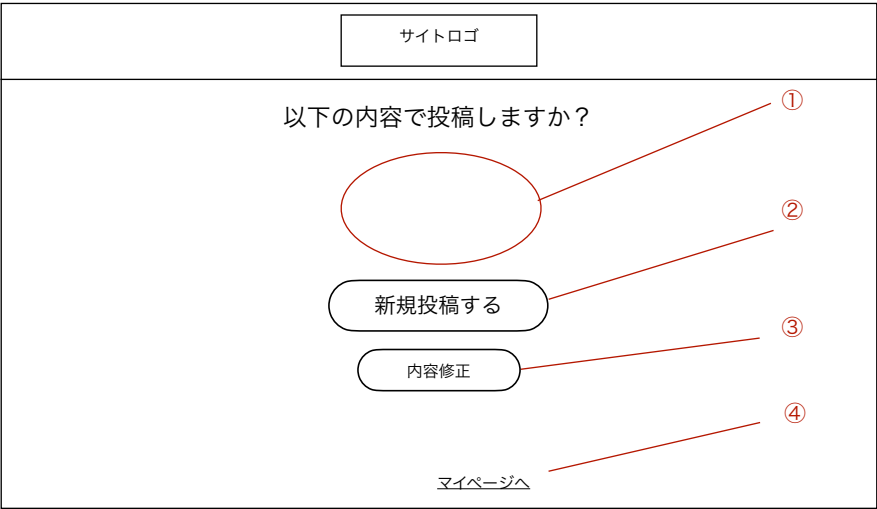 サイトロゴ
以下の内容で投稿しますか？
①
②
新規投稿する
③
内容修正
④
マイページへ